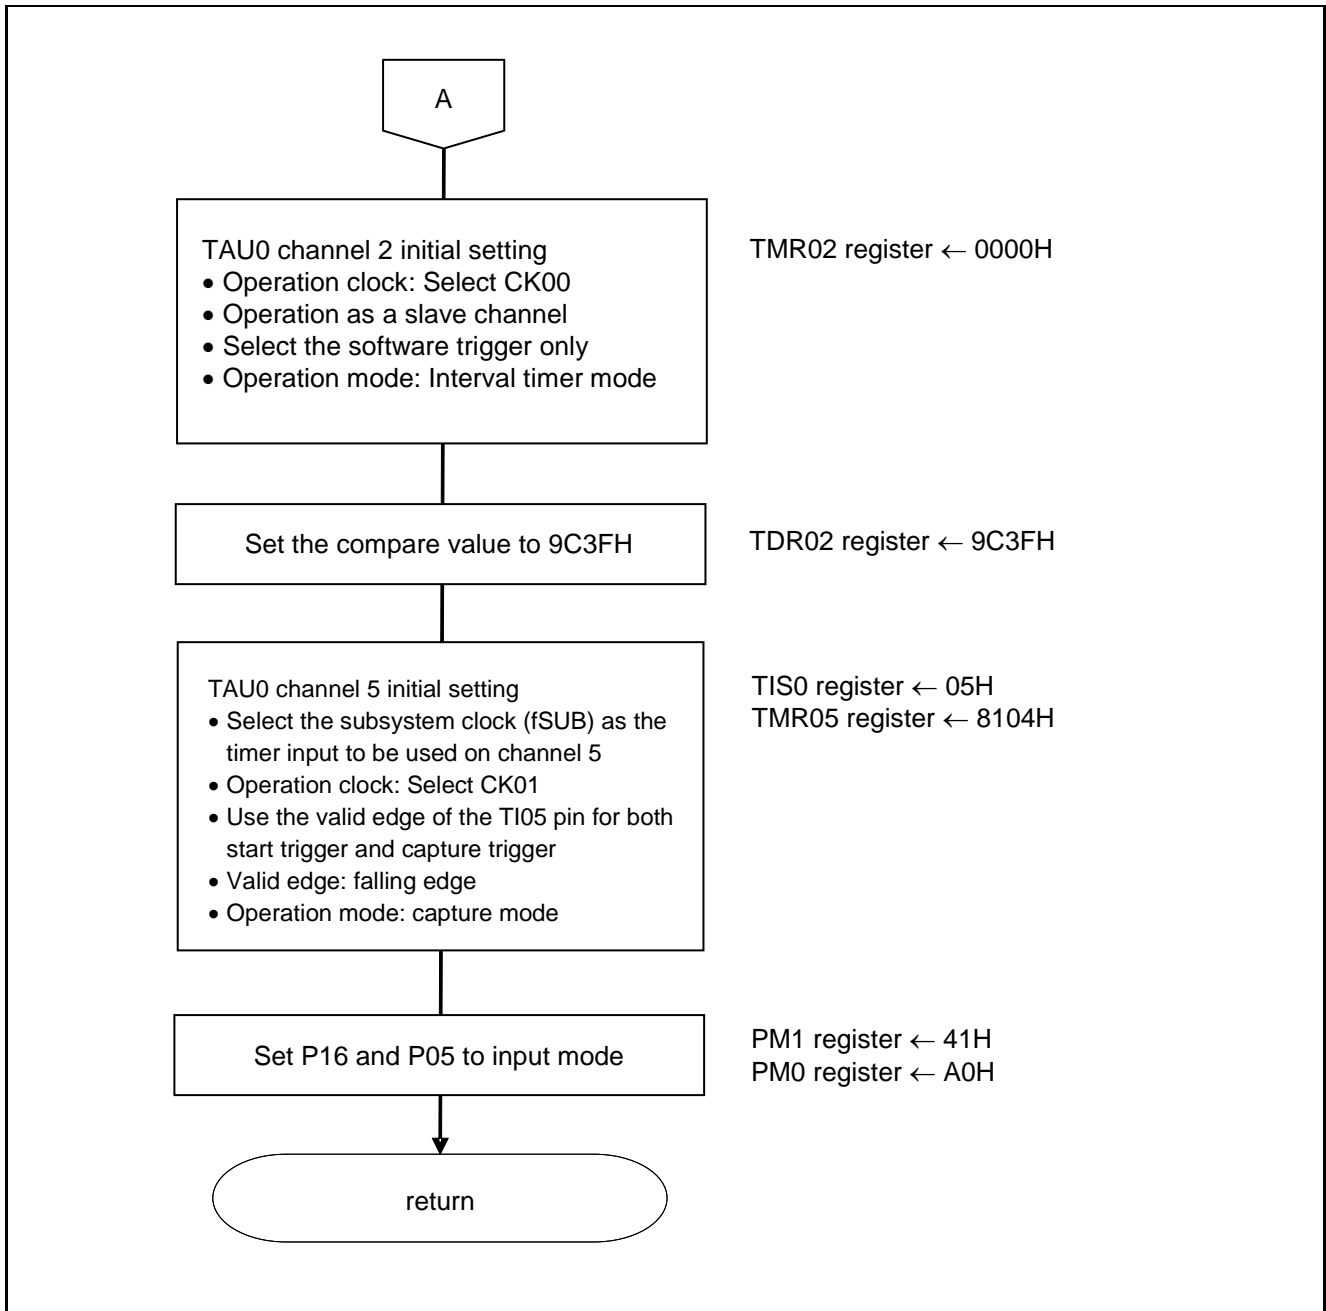 A
TAU0 channel 2 initial setting
• Operation clock: Select CK00
• Operation as a slave channel
• Select the software trigger only
• Operation mode: Interval timer mode
TMR02 register ← 0000H
Set the compare value to 9C3FH
TDR02 register ← 9C3FH
TAU0 channel 5 initial setting
• Select the subsystem clock (fSUB) as the
timer input to be used on channel 5
• Operation clock: Select CK01
• Use the valid edge of the TI05 pin for both
start trigger and capture trigger
• Valid edge: falling edge
• Operation mode: capture mode
TIS0 register ← 05H
TMR05 register ← 8104H
Set P16 and P05 to input mode
PM1 register ← 41H
PM0 register ← A0H
return